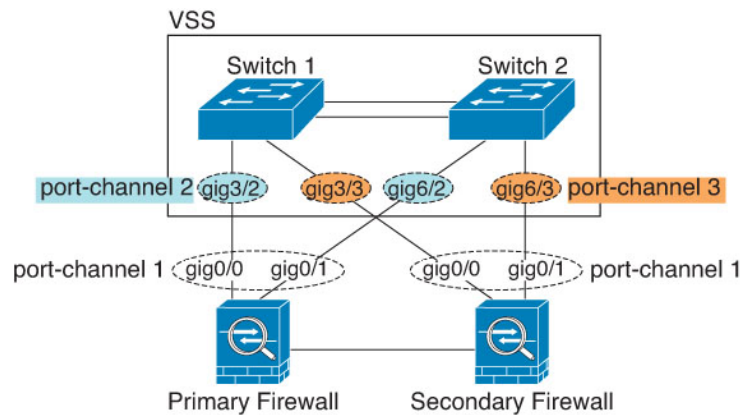 VSS
Switch 1
Switch 2
port-channel 2
gig3/2
gig3/3
gig6/2
gig6/3
port-channel 3
port-channel 1
gig0/0
gig0/1
gig0/0
gig0/1
port-channel 1
Primary Firewall
Secondary Firewall